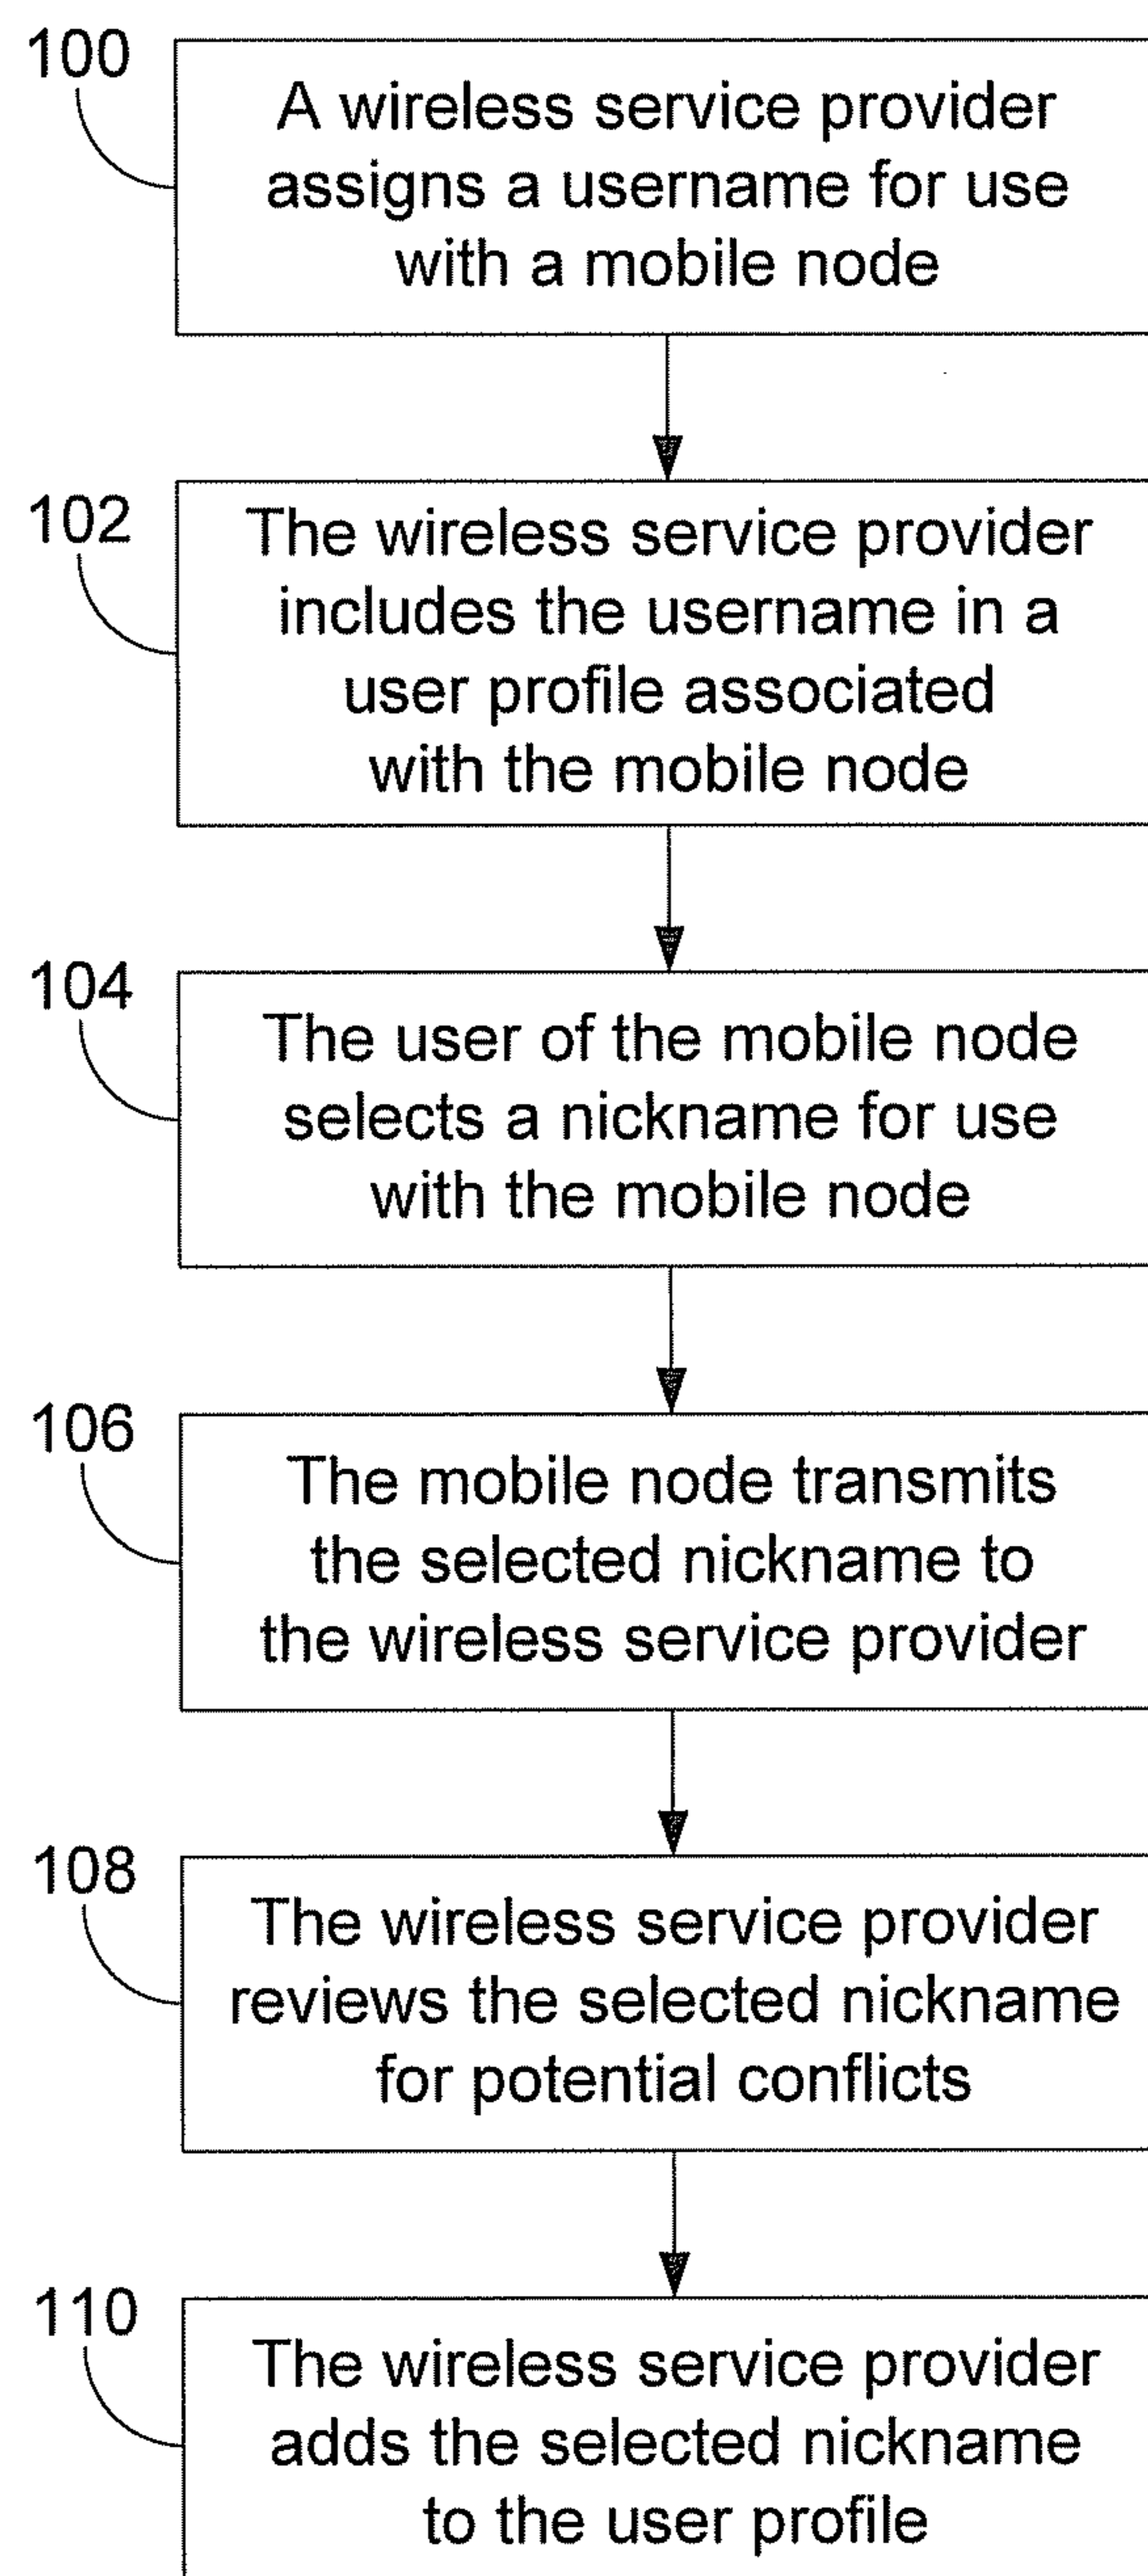 100
A wireless service provider
assigns a username for use
with a mobile node
102
The wireless service provider
includes the username in a
user profile associated
with the mobile node
104
The user of the mobile node
selects a nickname for use
with the mobile node
106
The mobile node transmits
the selected nickname to
the wireless service provider
108
The wireless service provider
reviews the selected nickname
for potential conflicts
110
The wireless service provider
adds the selected nickname
to the user profile